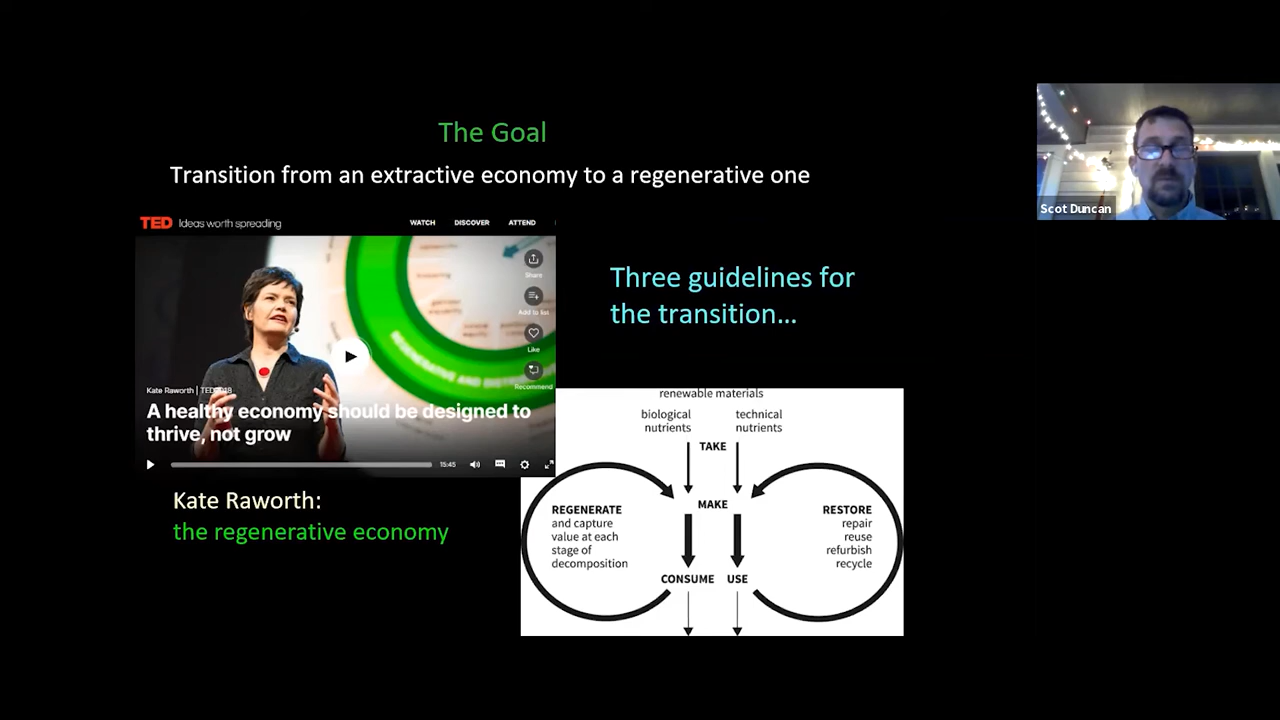 The Goal
Transition from an extractive economy to a regenerative one
TED Ideas worth spreading
WATCH DISCOVER ATTEND
Share
Add to list
Like
Recommend
Kate Raworth |
A healthy economy should be designed to
thrive, not grow
15:45
Kate Raworth:
the regenerative economy
Three guidelines for
the transition...
renewable materials
biological
nutrients
technical
nutrients
TAKE
MAKE
REGENERATE
and capture
value at each
stage of
decomposition
RESTORE
repair
reuse
refurbish
recycle
CONSUME USE
Scot Duncan